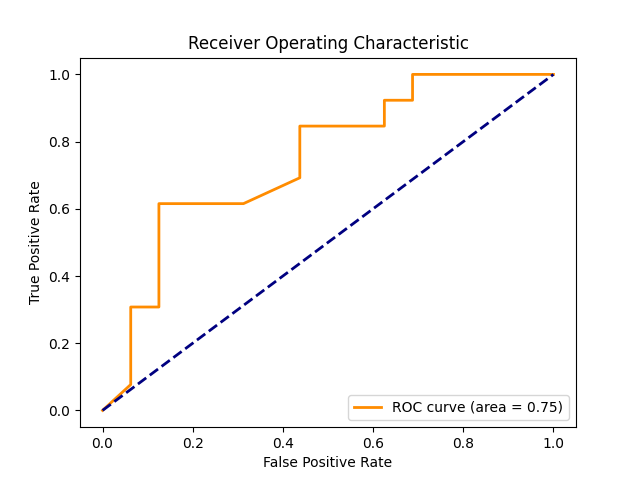 Receiver Operating Characteristic
1.0
0.8
0.6
0.4
0.2
0.0
True Positive Rate
ROC curve (area = 0.75)
0.0 0.2 0.4 0.6 0.8 1.0
False Positive Rate